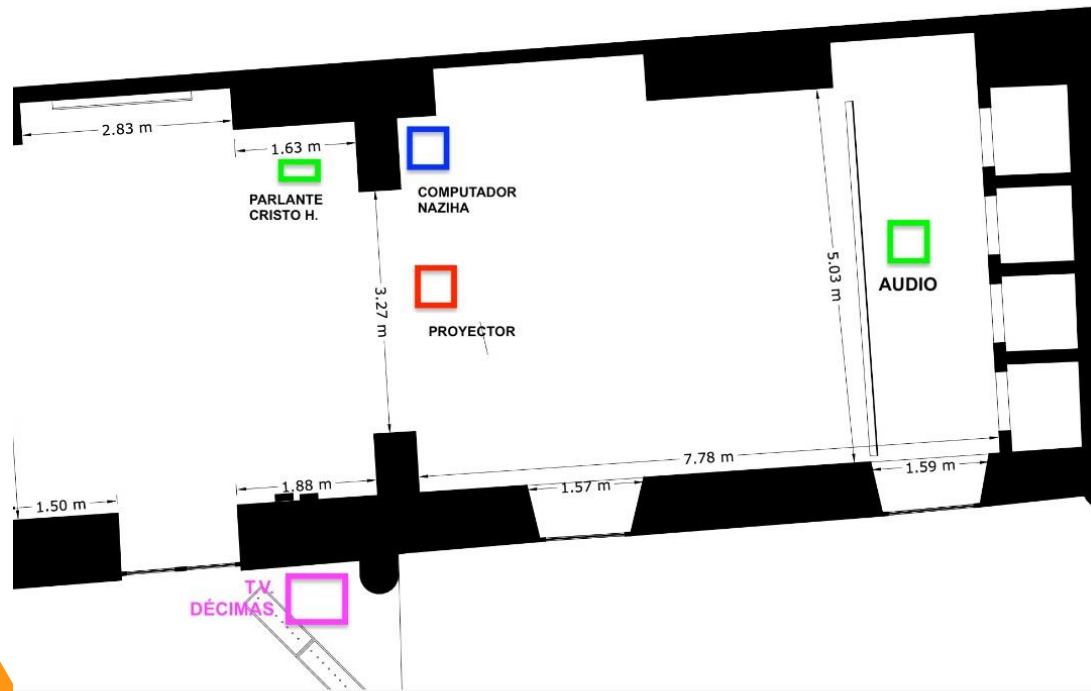 2.83 m
1.63 m
PARLANTE
CRISTO H.
COMPUTADOR
NAZIHA
3.27 m
PROYECTOR
5.03 m
AUDIO
7.78 m
1.59 m
1.57 m
1.88 m
1.50 m
T.V.
DÉCIMAS